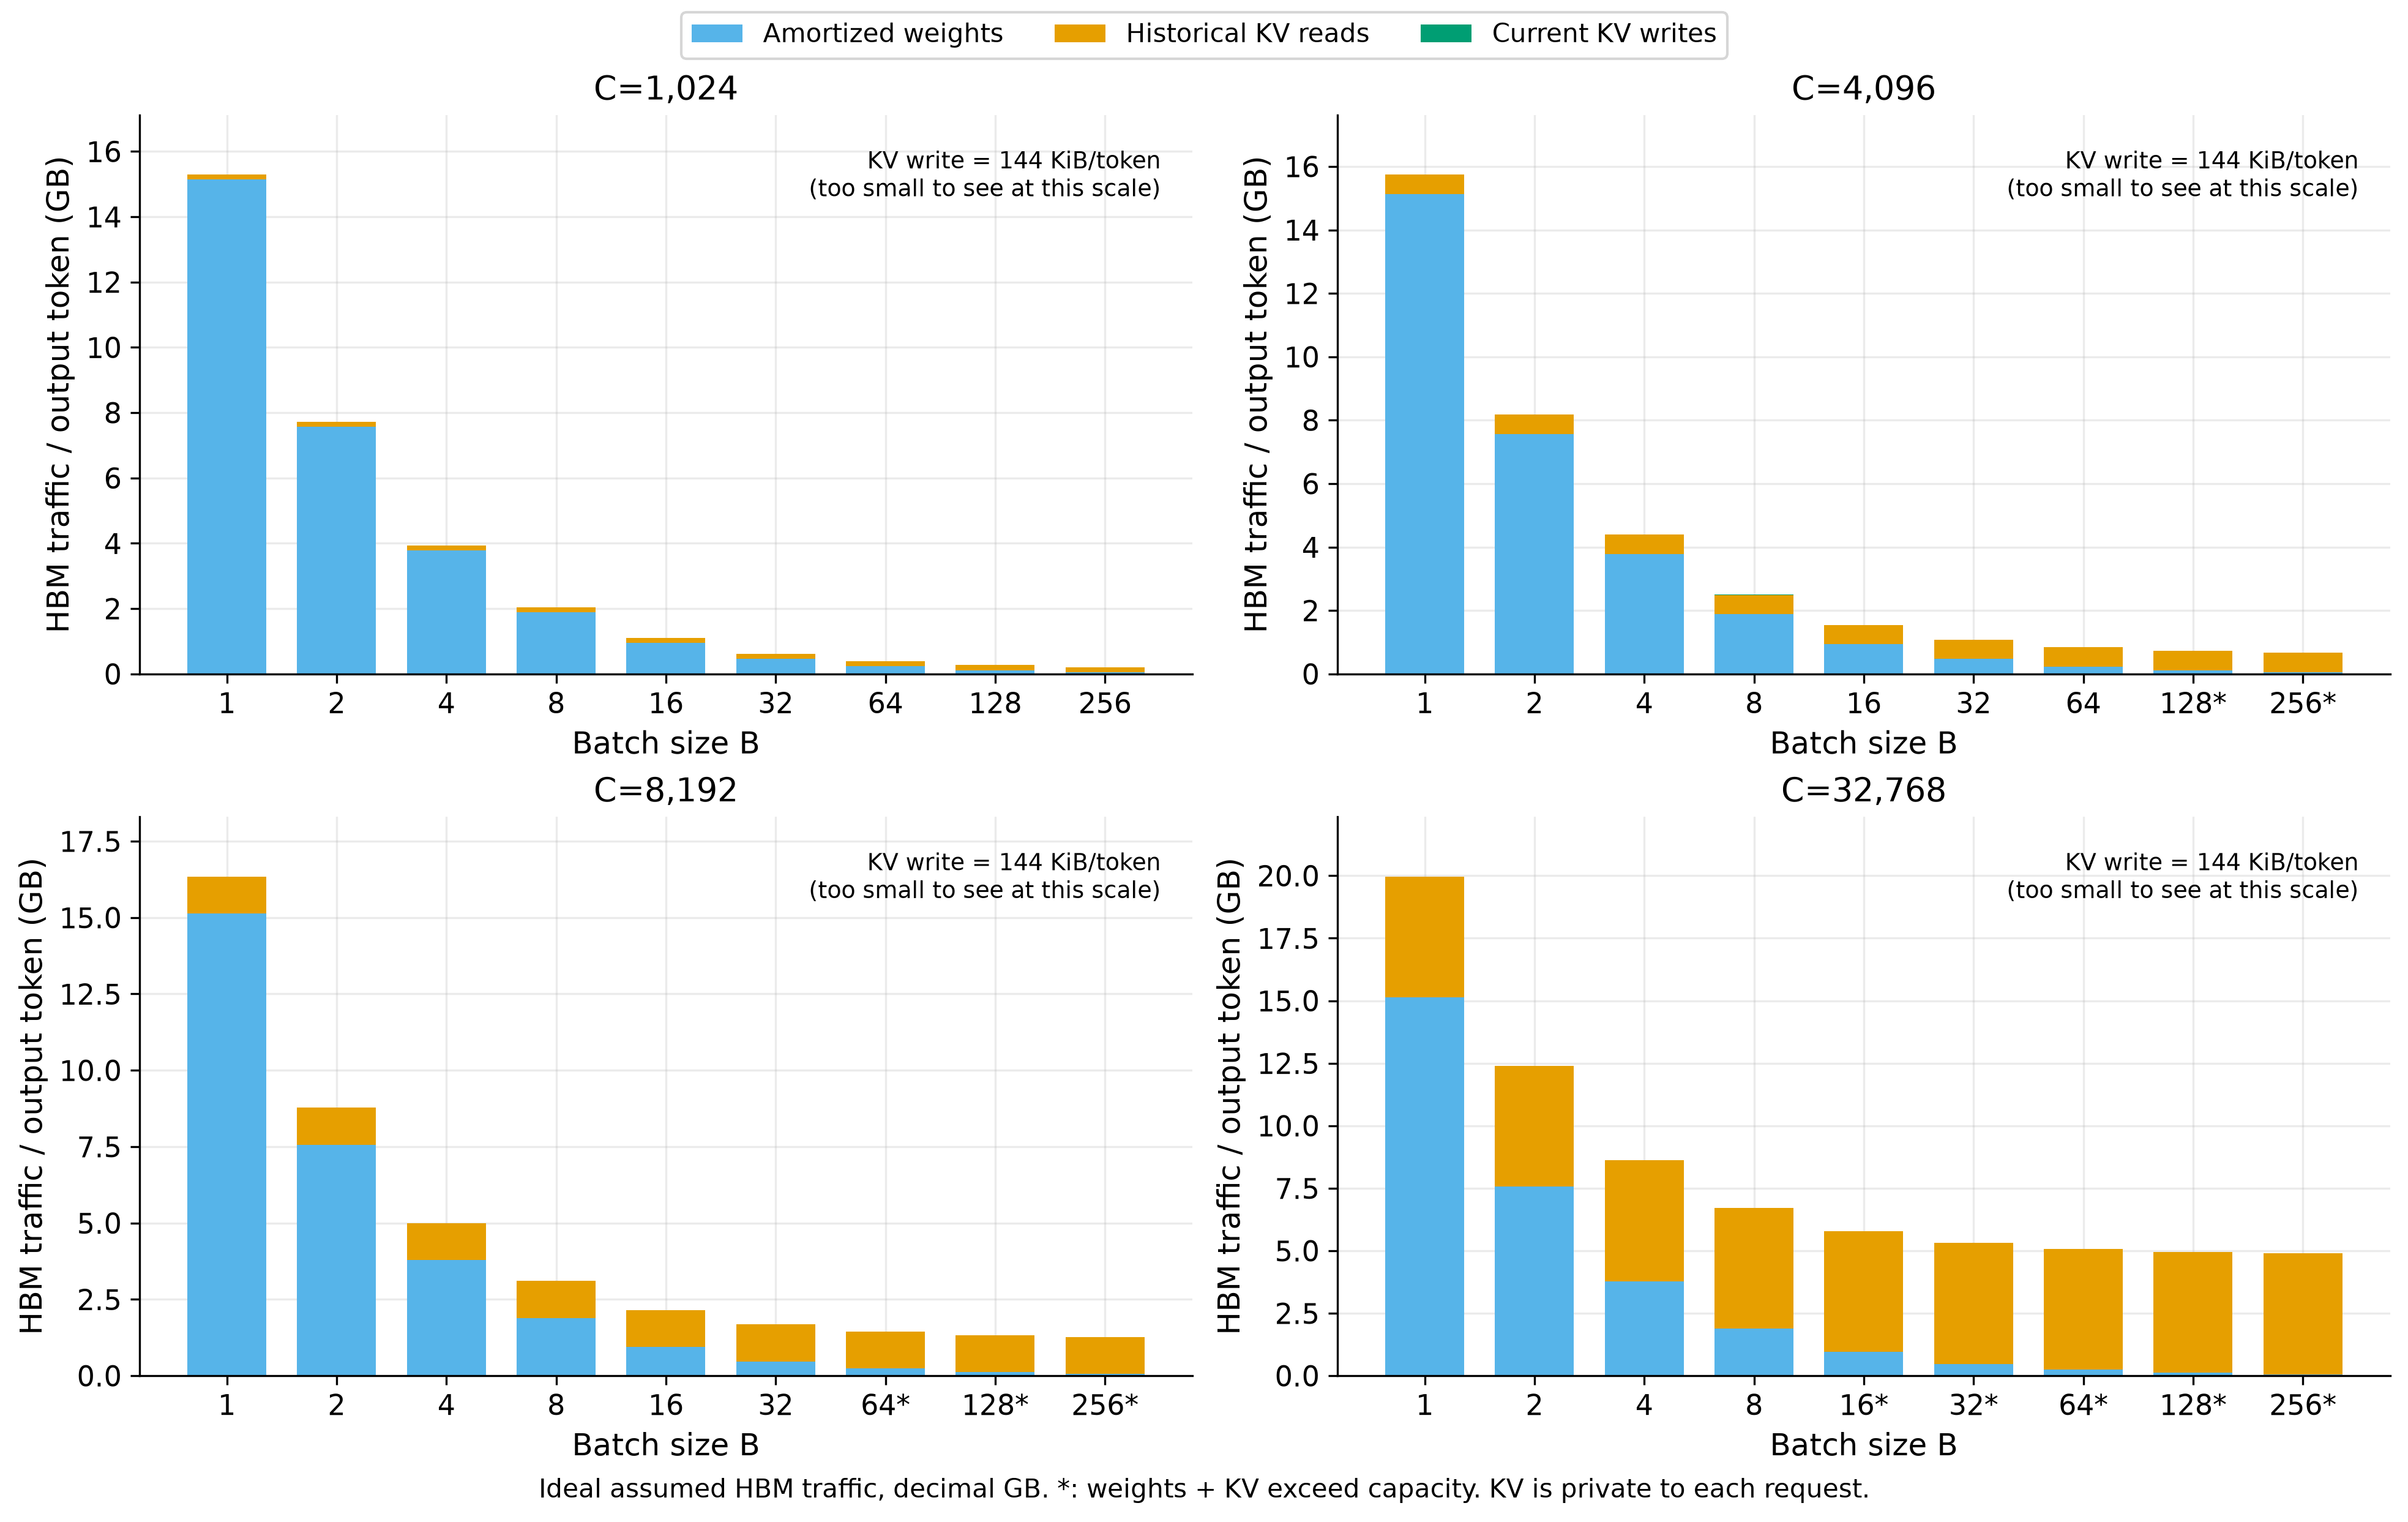 Amortized weights
Historical KV reads
Current KV writes
C=1,024
KV write = 144 KiB/token
(too small to see at this scale)
HBM traffic / output token (GB)
16
14
12
10
8
6
4
2
0
1 2 4 8 16 32 64 128 256
Batch size B
C=4,096
KV write = 144 KiB/token
(too small to see at this scale)
HBM traffic / output token (GB)
16
14
12
10
8
6
4
2
0
1 2 4 8 16 32 64 128* 256*
Batch size B
C=8,192
KV write = 144 KiB/token
(too small to see at this scale)
HBM traffic / output token (GB)
17.5
15.0
12.5
10.0
7.5
5.0
2.5
0.0
1 2 4 8 16 32 64* 128* 256*
Batch size B
C=32,768
KV write = 144 KiB/token
(too small to see at this scale)
HBM traffic / output token (GB)
20.0
17.5
15.0
12.5
10.0
7.5
5.0
2.5
0.0
1 2 4 8 16* 32* 64* 128* 256*
Batch size B
Ideal assumed HBM traffic, decimal GB. *: weights + KV exceed capacity. KV is private to each request.